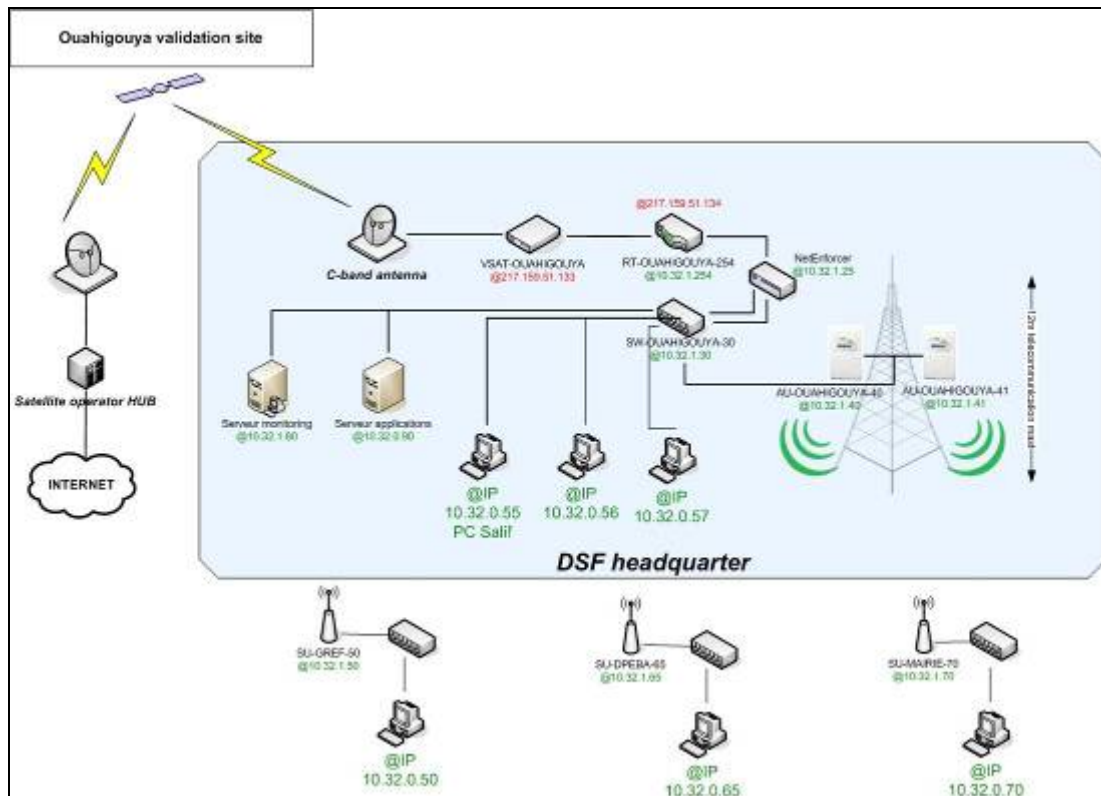 Ouahigouya validation site
@217.159.51.134
C-band antenna
VSAT-OUAHIGOUYA
@217.159.51.133
RT-OUAHIGOUYA-254
@10.32.1.254
NetEnforcer
@10.32.1.25
SW-OUAHIGOUYA-30
@10.32.1.30
AU-OUAHIGOUYA-40
@10.32.1.40
AU-OUAHIGOUYA-41
@10.32.1.41
12m telecommunication mast
Satellite operator HUB
INTERNET
Serveur monitoring
@10.32.1.60
Serveur applications
@10.32.0.90
@IP
10.32.0.55
PC Salif
@IP
10.32.0.56
@IP
10.32.0.57
DSF headquarter
SU-GREF-50
@10.32.1.50
SU-DPEBA-65
@10.32.1.65
SU-MAIRIE-70
@10.32.1.70
@IP
10.32.0.50
@IP
10.32.0.65
@IP
10.32.0.70